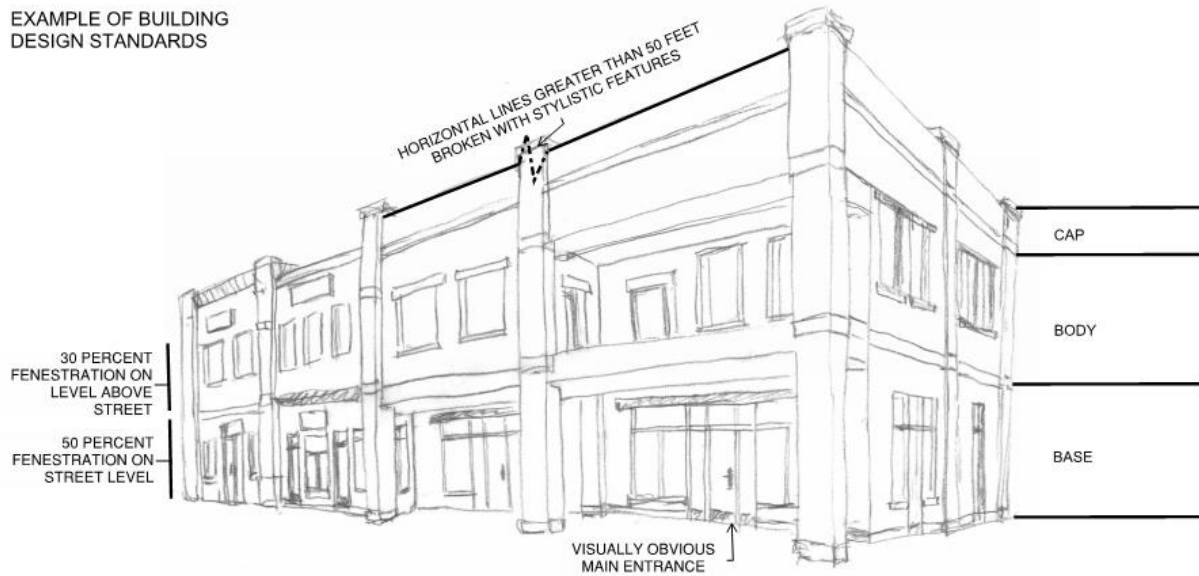 EXAMPLE OF BUILDING
DESIGN STANDARDS
HORIZONTAL LINES GREATER THAN 50 FEET
BROKEN WITH STYLISTIC FEATURES
CAP
BODY
BASE
30 PERCENT
FENESTRATION ON
LEVEL ABOVE
STREET
50 PERCENT
FENESTRATION ON
STREET LEVEL
VISUALLY OBVIOUS
MAIN ENTRANCE